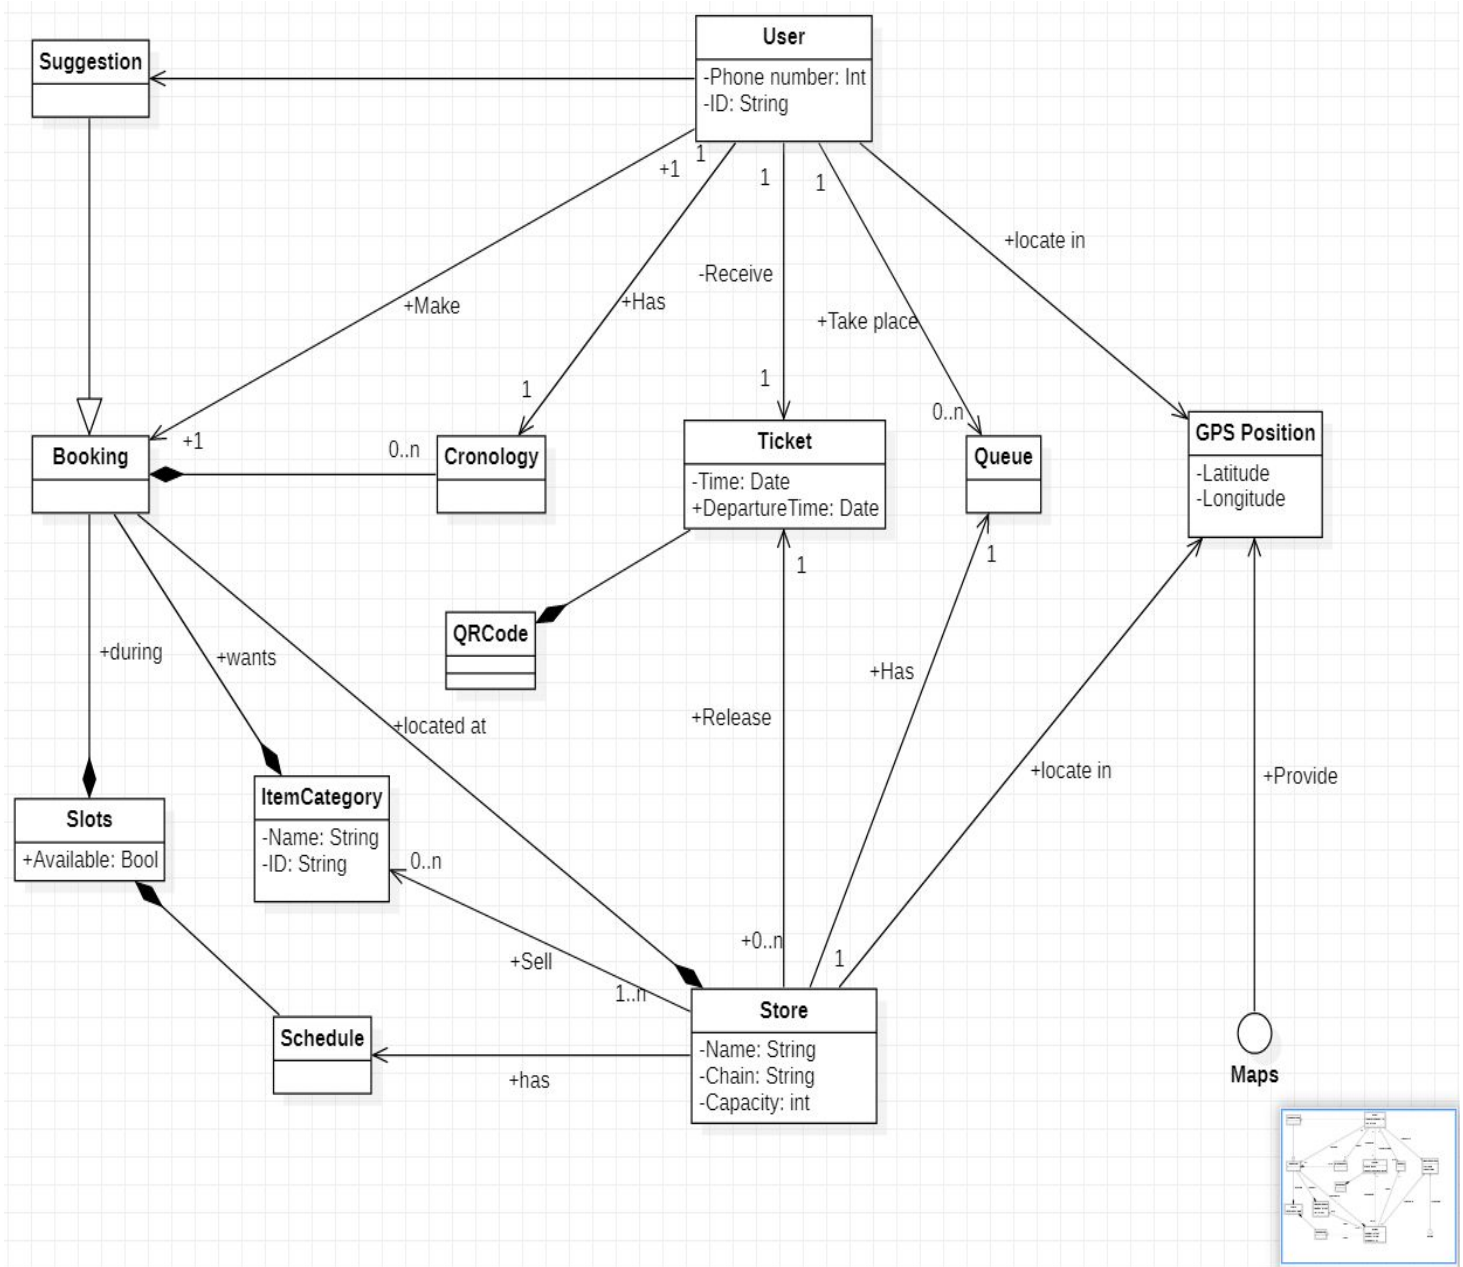 User
-Phone number: Int
-ID: String
Suggestion
1
+1
1
1
+locate in
-Receive
+Make
+Has
+Take place
1
1
0..n
+1
0..n
Booking
Cronology
Ticket
-Time: Date
+DepartureTime: Date
Queue
GPS Position
-Latitude
-Longitude
1
1
QRCode
+during
+wants
+Has
+located at
+Release
+locate in
+Provide
Slots
+Available: Bool
ItemCategory
-Name: String
-ID: String
0..n
+0..n
1
+Sell
1..n
Store
-Name: String
-Chain: String
-Capacity: int
Schedule
+has
Maps